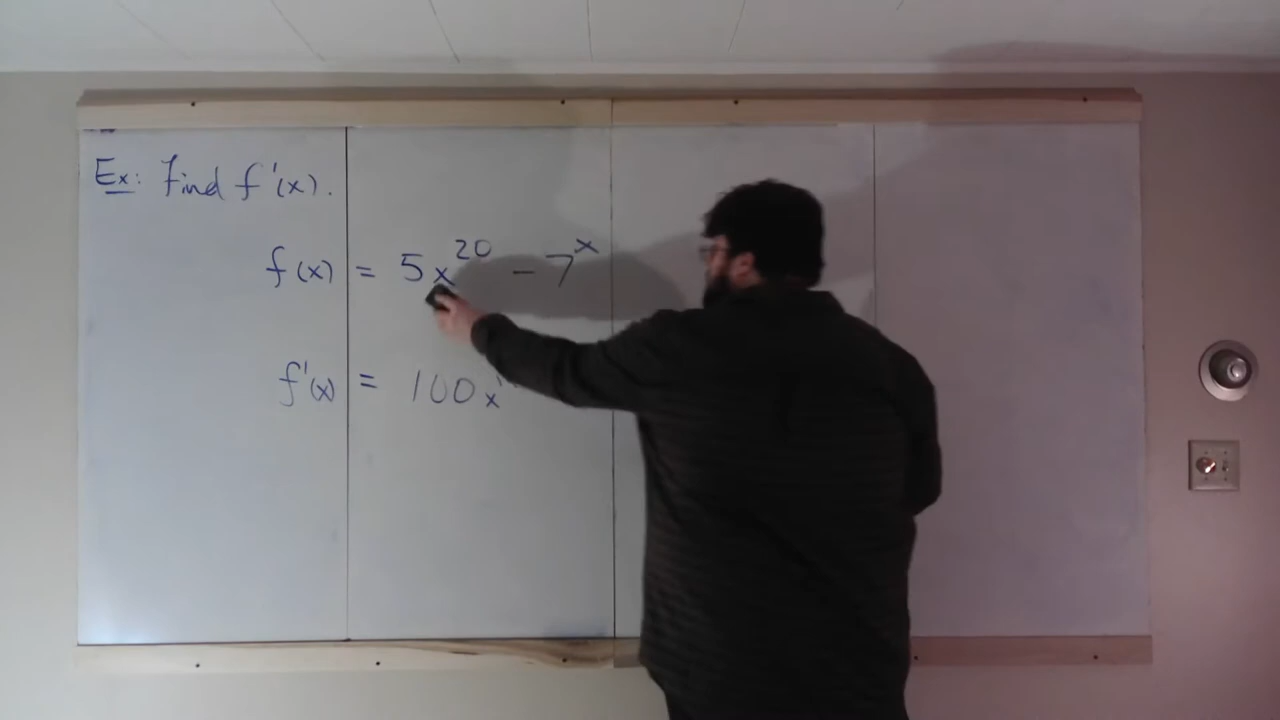 Ex: Find f'(x).
f(x) = 5x^20 - 7^x
f'(x) = 100x